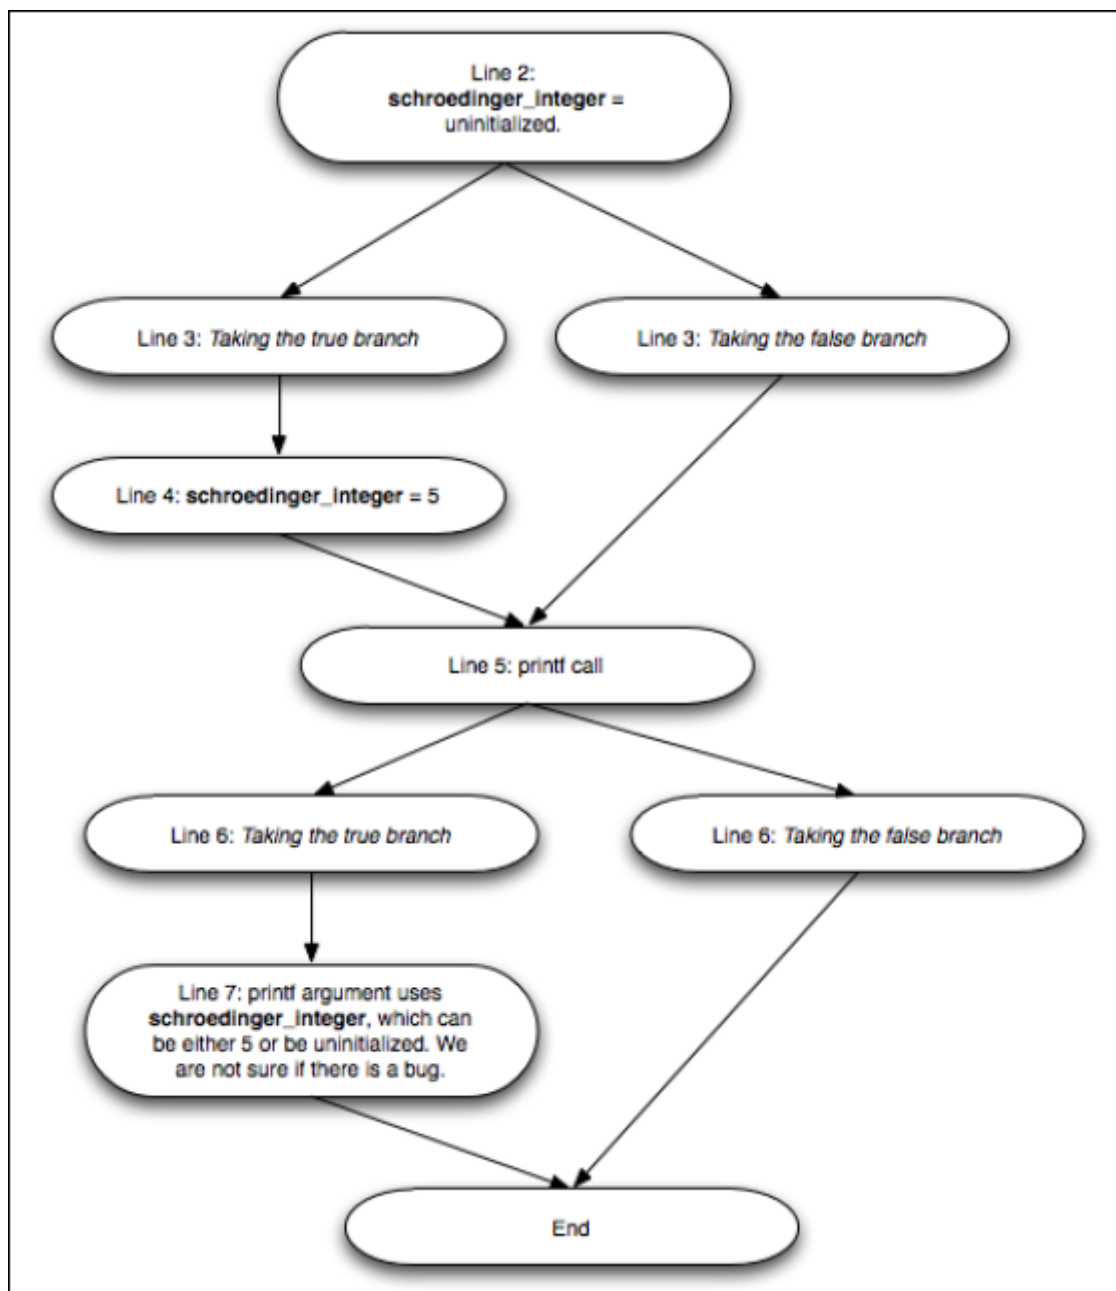 Line 2:
schroedinger_integer =
uninitialized.
Line 3: Taking the true branch
Line 3: Taking the false branch
Line 4: schroedinger_integer = 5
Line 5: printf call
Line 6: Taking the true branch
Line 6: Taking the false branch
Line 7: printf argument uses
schroedinger_integer, which can
be either 5 or be uninitialized. We
are not sure if there is a bug.
End